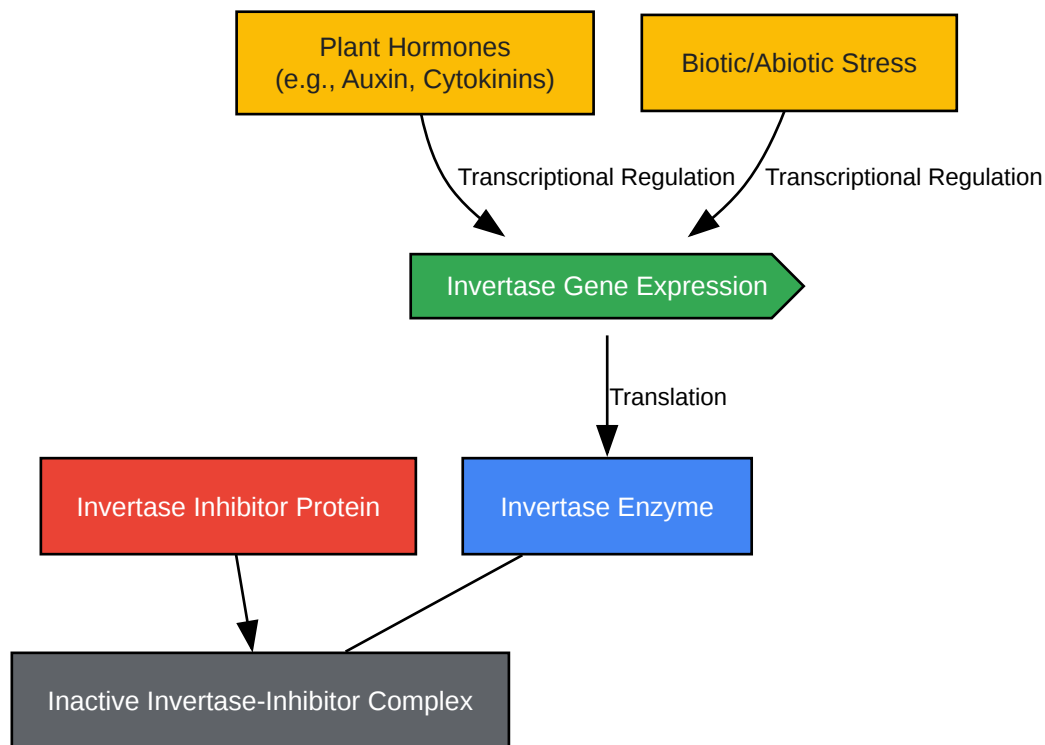 Plant Hormones
(e.g., Auxin, Cytokinins)
Biotic/Abiotic Stress
Transcriptional Regulation
Transcriptional Regulation
Invertase Gene Expression
Translation
Invertase Inhibitor Protein
Invertase Enzyme
Inactive Invertase-Inhibitor Complex